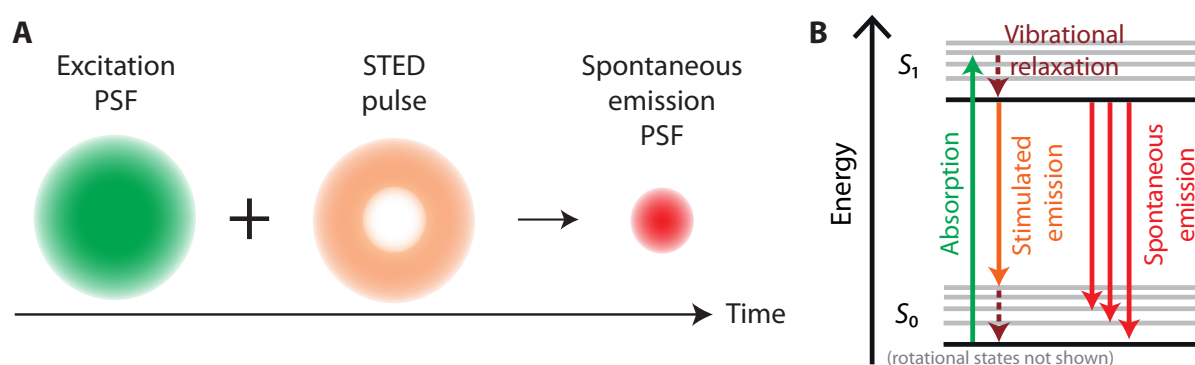 A
Excitation
PSF
STED
pulse
Spontaneous
emission
PSF
+
Time
B
Energy
S1
S0
Vibrational
relaxation
Absorption
Stimulated
emission
Spontaneous
emission
(rotational states not shown)